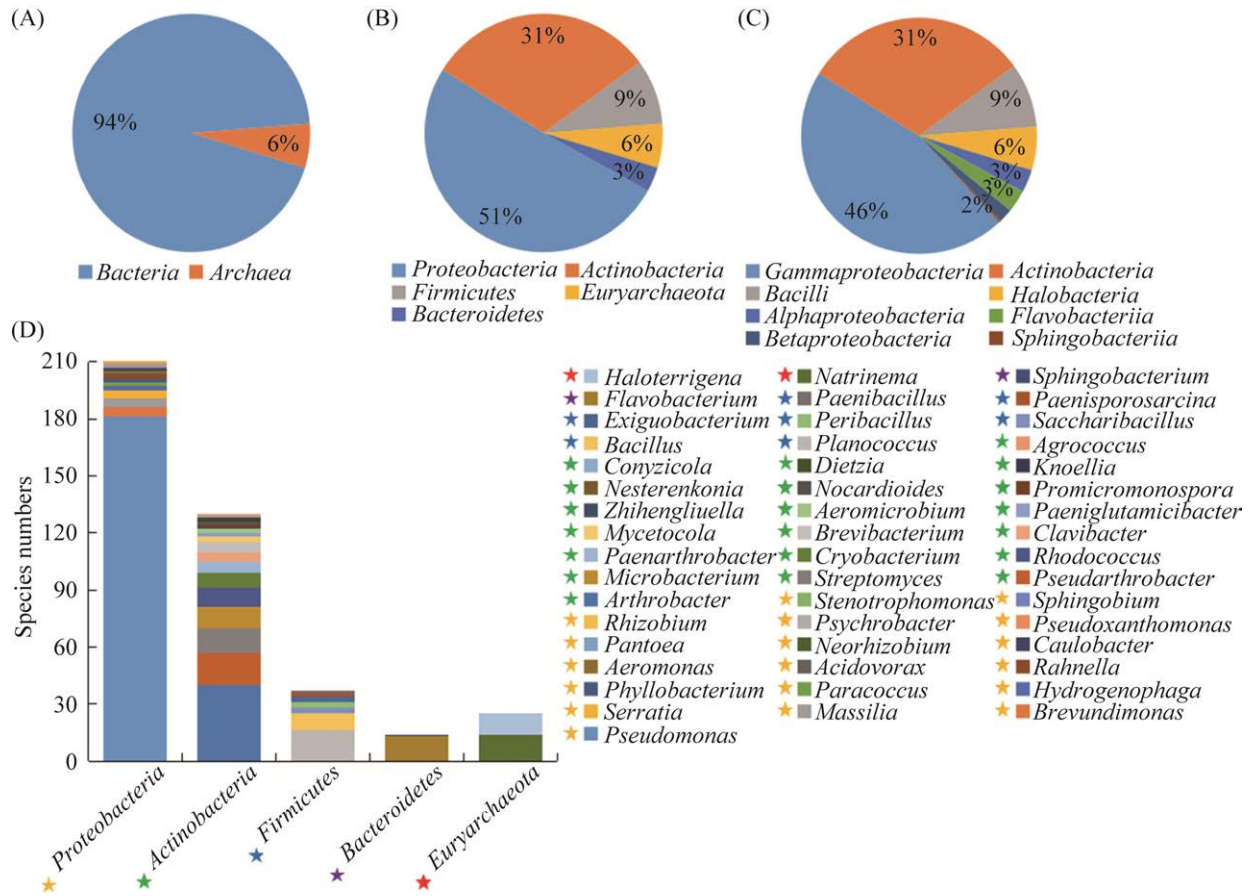 (A)
94%
6%
Bacteria Archaea
(B)
31%
9%
6%
3%
51%
Proteobacteria Actinobacteria
Firmicutes Euryarchaeota
Bacteroidetes
(C)
31%
9%
6%
3%
3%
2%
46%
Gammaproteobacteria Actinobacteria
Bacilli Halobacteria
Alphaproteobacteria Flavobacteriia
Betaproteobacteria Sphingobacteriia
(D)
210
180
150
120
90
60
30
0
Species numbers
Proteobacteria
Actinobacteria
Firmicutes
Bacteroidetes
Euryarchaeota
Haloterrigena Natrinema Sphingobacterium
Flavobacterium Paenibacillus Paenisporosarcina
Exiguobacterium Peribacillus Saccharibacillus
Bacillus Planococcus Agrococcus
Conyzicola Dietzia Knoellia
Nesterenkonia Nocardioides Promicromonospora
Zhihengliuella Aeromicrobium Paeniglutamicibacter
Mycetocola Brevibacterium Clavibacter
Paenarthrobacter Cryobacterium Rhodococcus
Microbacterium Streptomyces Pseudarthrobacter
Arthrobacter Stenotrophomonas Sphingobium
Rhizobium Psychrobacter Pseudoxanthomonas
Pantoea Neorhizobium Caulobacter
Aeromonas Acidovorax Rahnella
Phyllobacterium Paracoccus Hydrogenophaga
Serratia Massilia Brevundimonas
Pseudomonas